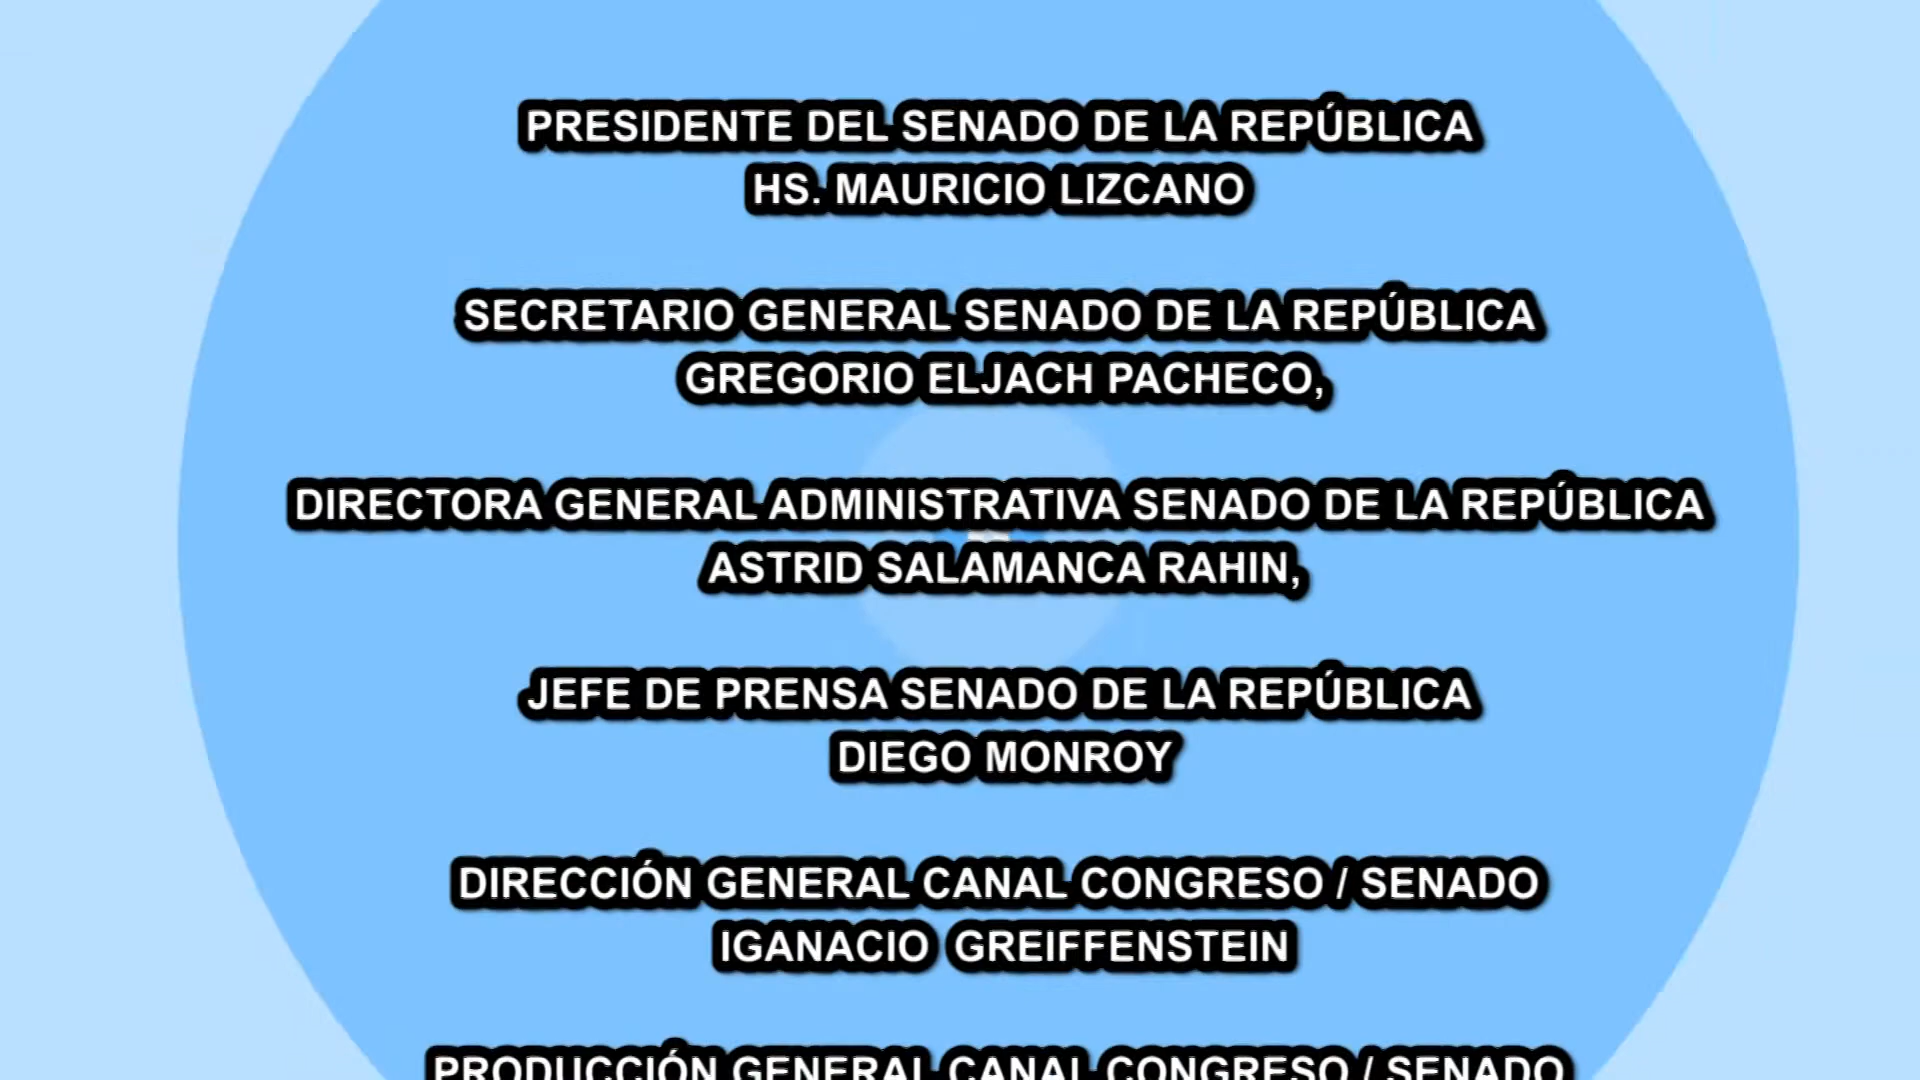 PRESIDENTE DEL SENADO DE LA REPÚBLICA
HS. MAURICIO LIZCANO
SECRETARIO GENERAL SENADO DE LA REPÚBLICA
GREGORIO ELJACH PACHECO,
DIRECTORA GENERAL ADMINISTRATIVA SENADO DE LA REPÚBLICA
ASTRID SALAMANCA RAHIN,
JEFE DE PRENSA SENADO DE LA REPÚBLICA
DIEGO MONROY
DIRECCIÓN GENERAL CANAL CONGRESO / SENADO
IGANACIO GREIFFENSTEIN
PRODUCCIÓN GENERAL CANAL CONGRESO / SENADO